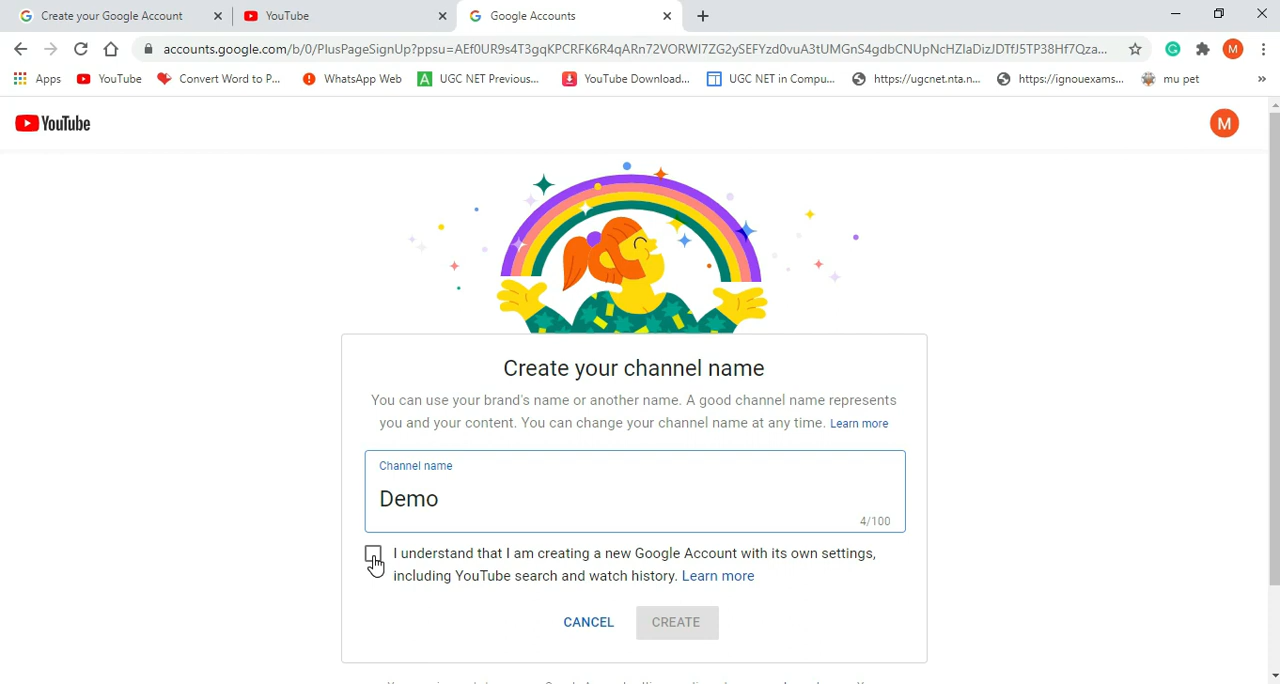 Create your Google Account
YouTube
Google Accounts
accounts.google.com/b/0/PlusPageSignUp?ppsu=AEf0UR9s4T3gqKPCRFK6R4qARn72VORWI7ZG2ySEFYzd0vuA3tUMGnS4gdbCNUpNcHZIaDizJDTfJ5TP38Hf7Qza...
M
Apps
YouTube
Convert Word to P...
WhatsApp Web
UGC NET Previous...
YouTube Download...
UGC NET in Compu...
https://ugcnet.nta.n...
https://ignouexams...
mu pet
YouTube
M
Create your channel name
You can use your brand's name or another name. A good channel name represents
you and your content. You can change your channel name at any time. Learn more
Channel name
Demo
4/100
I understand that I am creating a new Google Account with its own settings,
including YouTube search and watch history. Learn more
CANCEL
CREATE